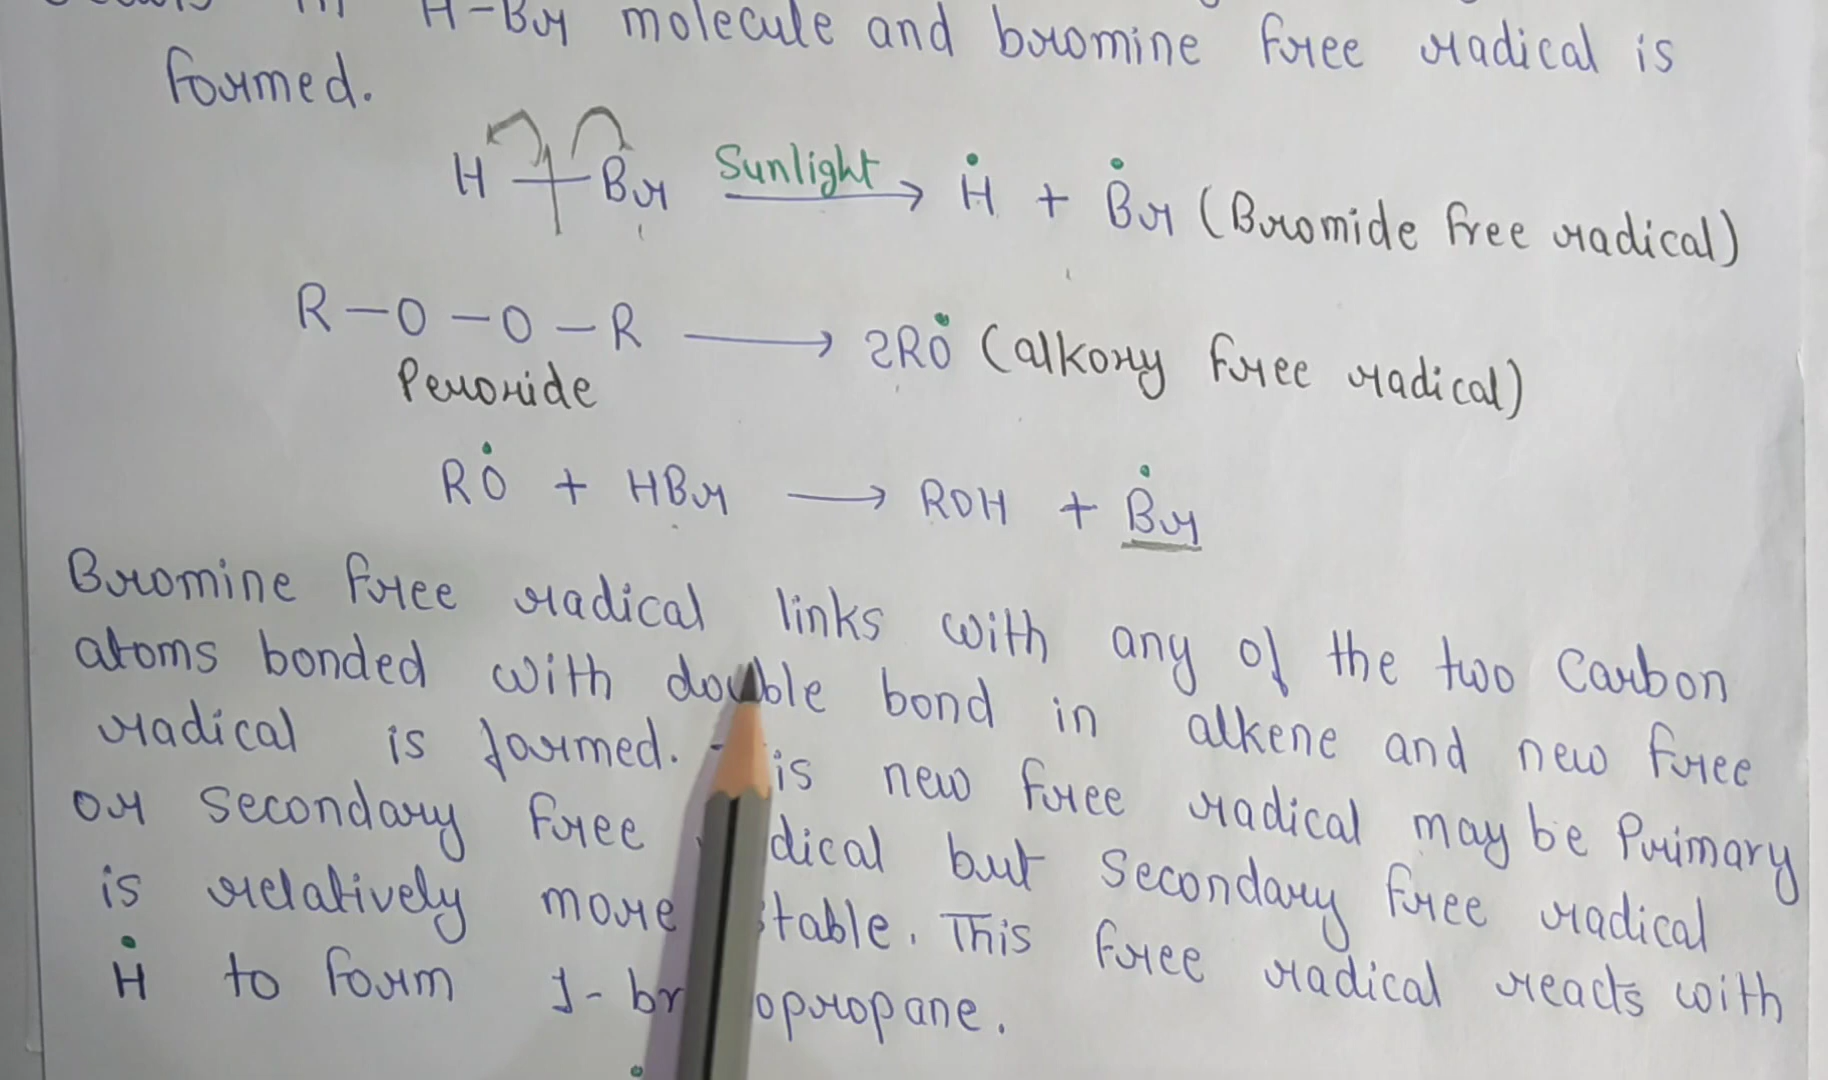 H-Br molecule and bromine free radical is
formed.
H Br Sunlight → Ḣ + Ḃr (Bromide free radical)
R-O-O-R → 2RȮ (alkoxy free radical)
Peroxide
RȮ + HBr → ROH + Ḃr
Bromine free radical links with any of the two carbon
atoms bonded with double bond in alkene and new free
radical is formed. is new free radical may be Primary
or secondary free dical but secondary free radical
is relatively more stable. This free radical reacts with
Ḣ to form 1-br opropane.